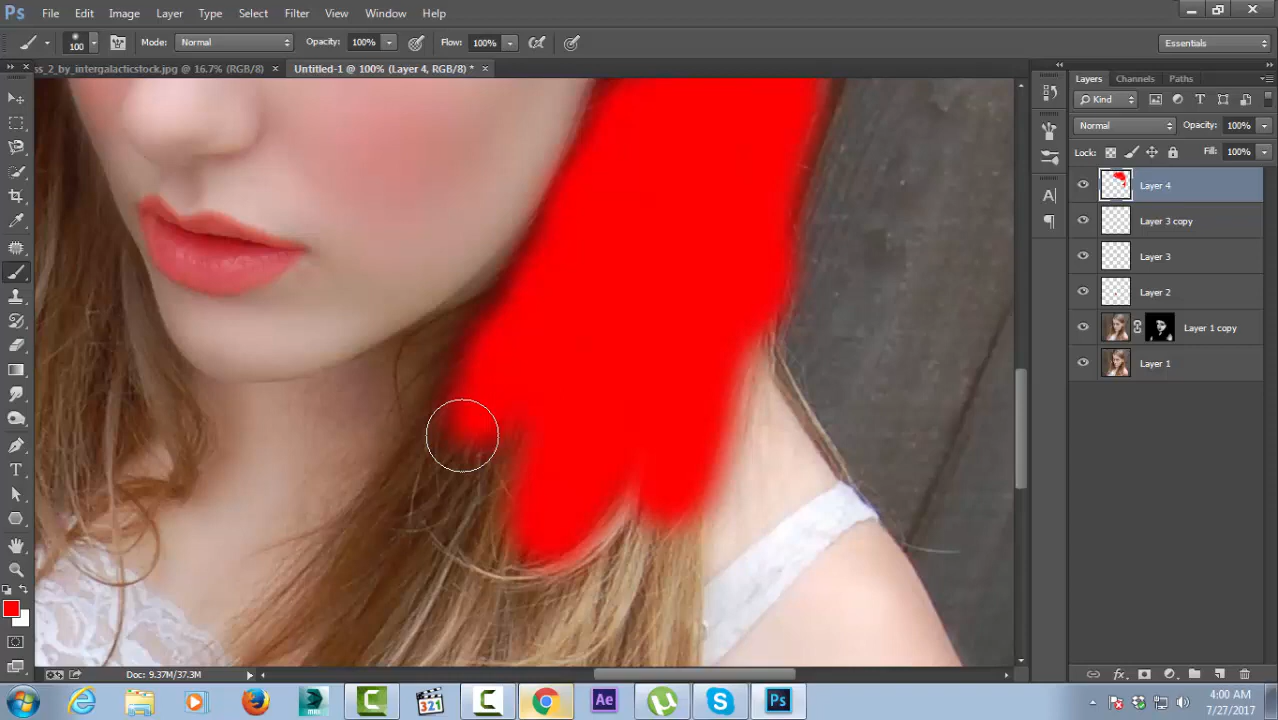 Ps File Edit Image Layer Type Select Filter View Window Help
100 Mode: Normal Opacity: 100% Flow: 100% Essentials
ss_2_by_intergalacticstock.jpg @ 16.7% (RGB/8) × Untitled-1 @ 100% (Layer 4, RGB/8) * ×
Layers Channels Paths
Kind
Normal Opacity: 100%
Lock: Fill: 100%
Layer 4
Layer 3 copy
Layer 3
Layer 2
Layer 1 copy
Layer 1
Doc: 9.37M/37.3M
321 Ae Ps
4:00 AM
7/27/2017